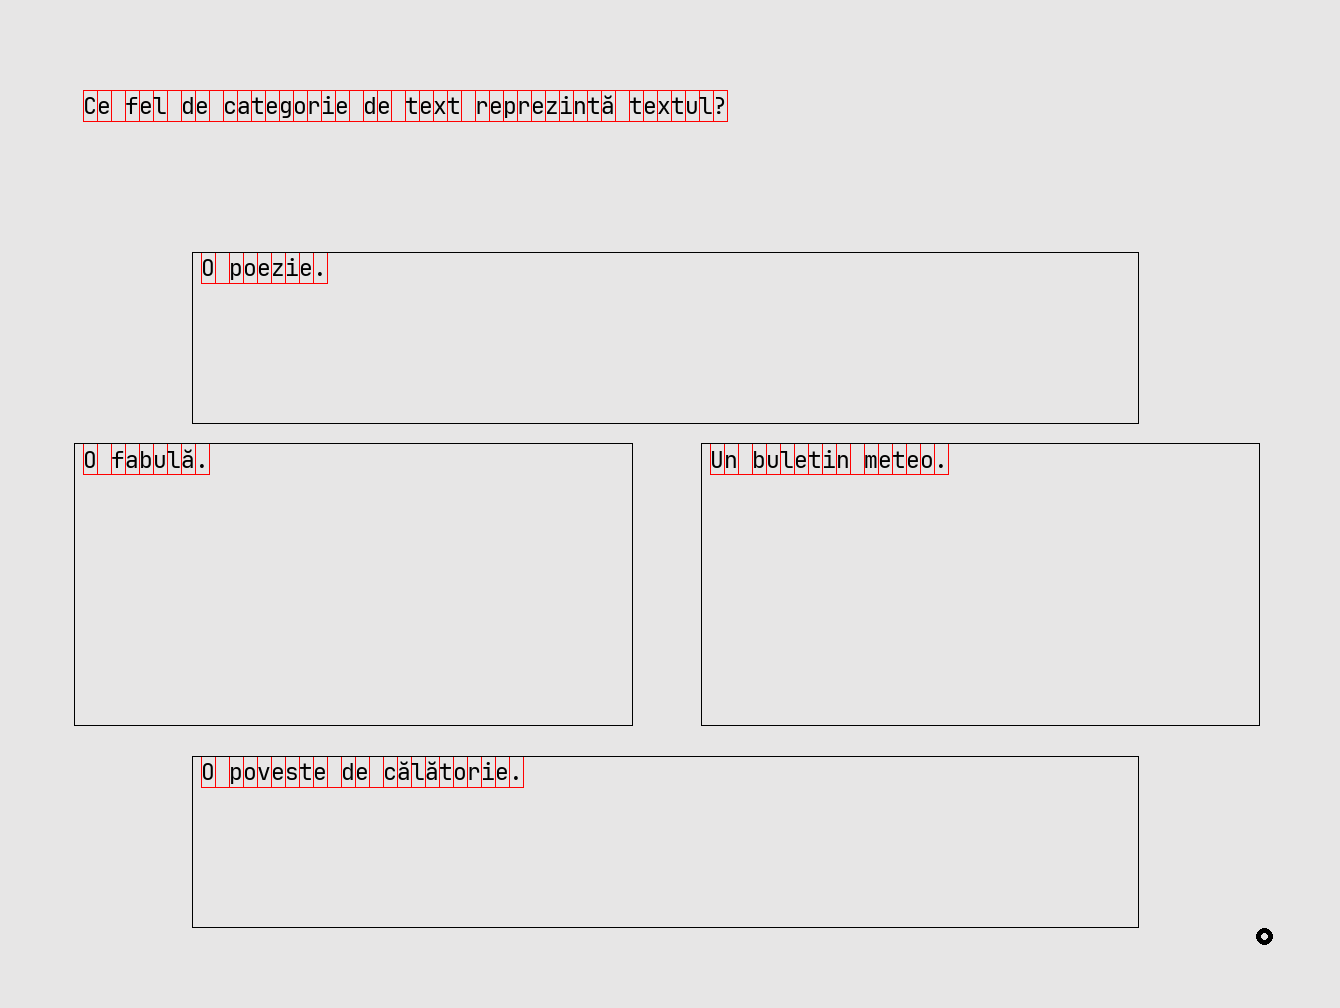 Ce fel de categorie de text reprezintă textul?
O poezie.
O fabulă.
Un buletin meteo.
O poveste de călătorie.